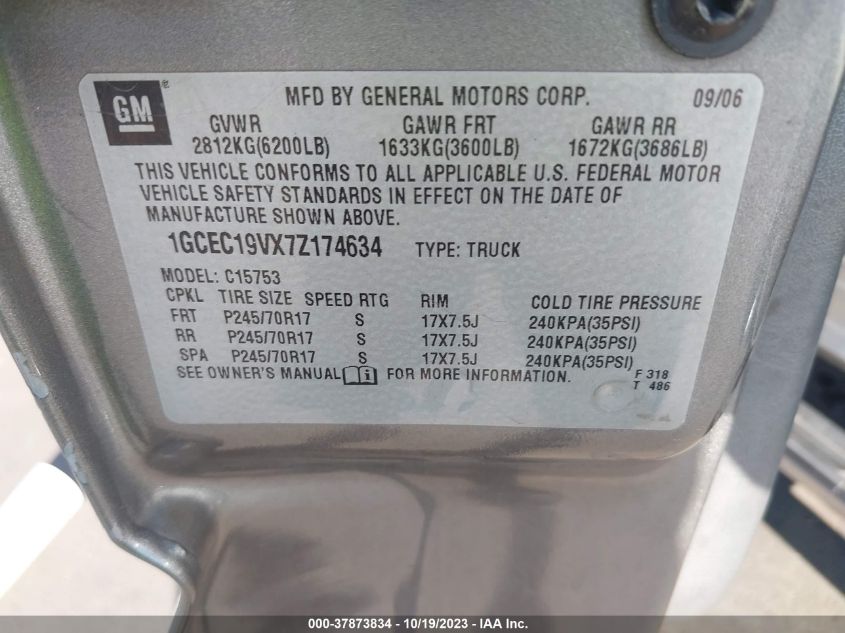 GM®
MFD BY GENERAL MOTORS CORP. 09/06
GVWR GAWR FRT GAWR RR
2812KG(6200LB) 1633KG(3600LB) 1672KG(3686LB)
THIS VEHICLE CONFORMS TO ALL APPLICABLE U.S. FEDERAL MOTOR
VEHICLE SAFETY STANDARDS IN EFFECT ON THE DATE OF
MANUFACTURE SHOWN ABOVE.
1GCEC19VX7Z174634 TYPE: TRUCK
MODEL: C15753
CPKL TIRE SIZE SPEED RTG RIM COLD TIRE PRESSURE
FRT P245/70R17 S 17X7.5J 240KPA(35PSI)
RR P245/70R17 S 17X7.5J 240KPA(35PSI)
SPA P245/70R17 S 17X7.5J 240KPA(35PSI)
SEE OWNER'S MANUAL i FOR MORE INFORMATION. F 318
T 486
000-37873834 - 10/19/2023 - IAA Inc.